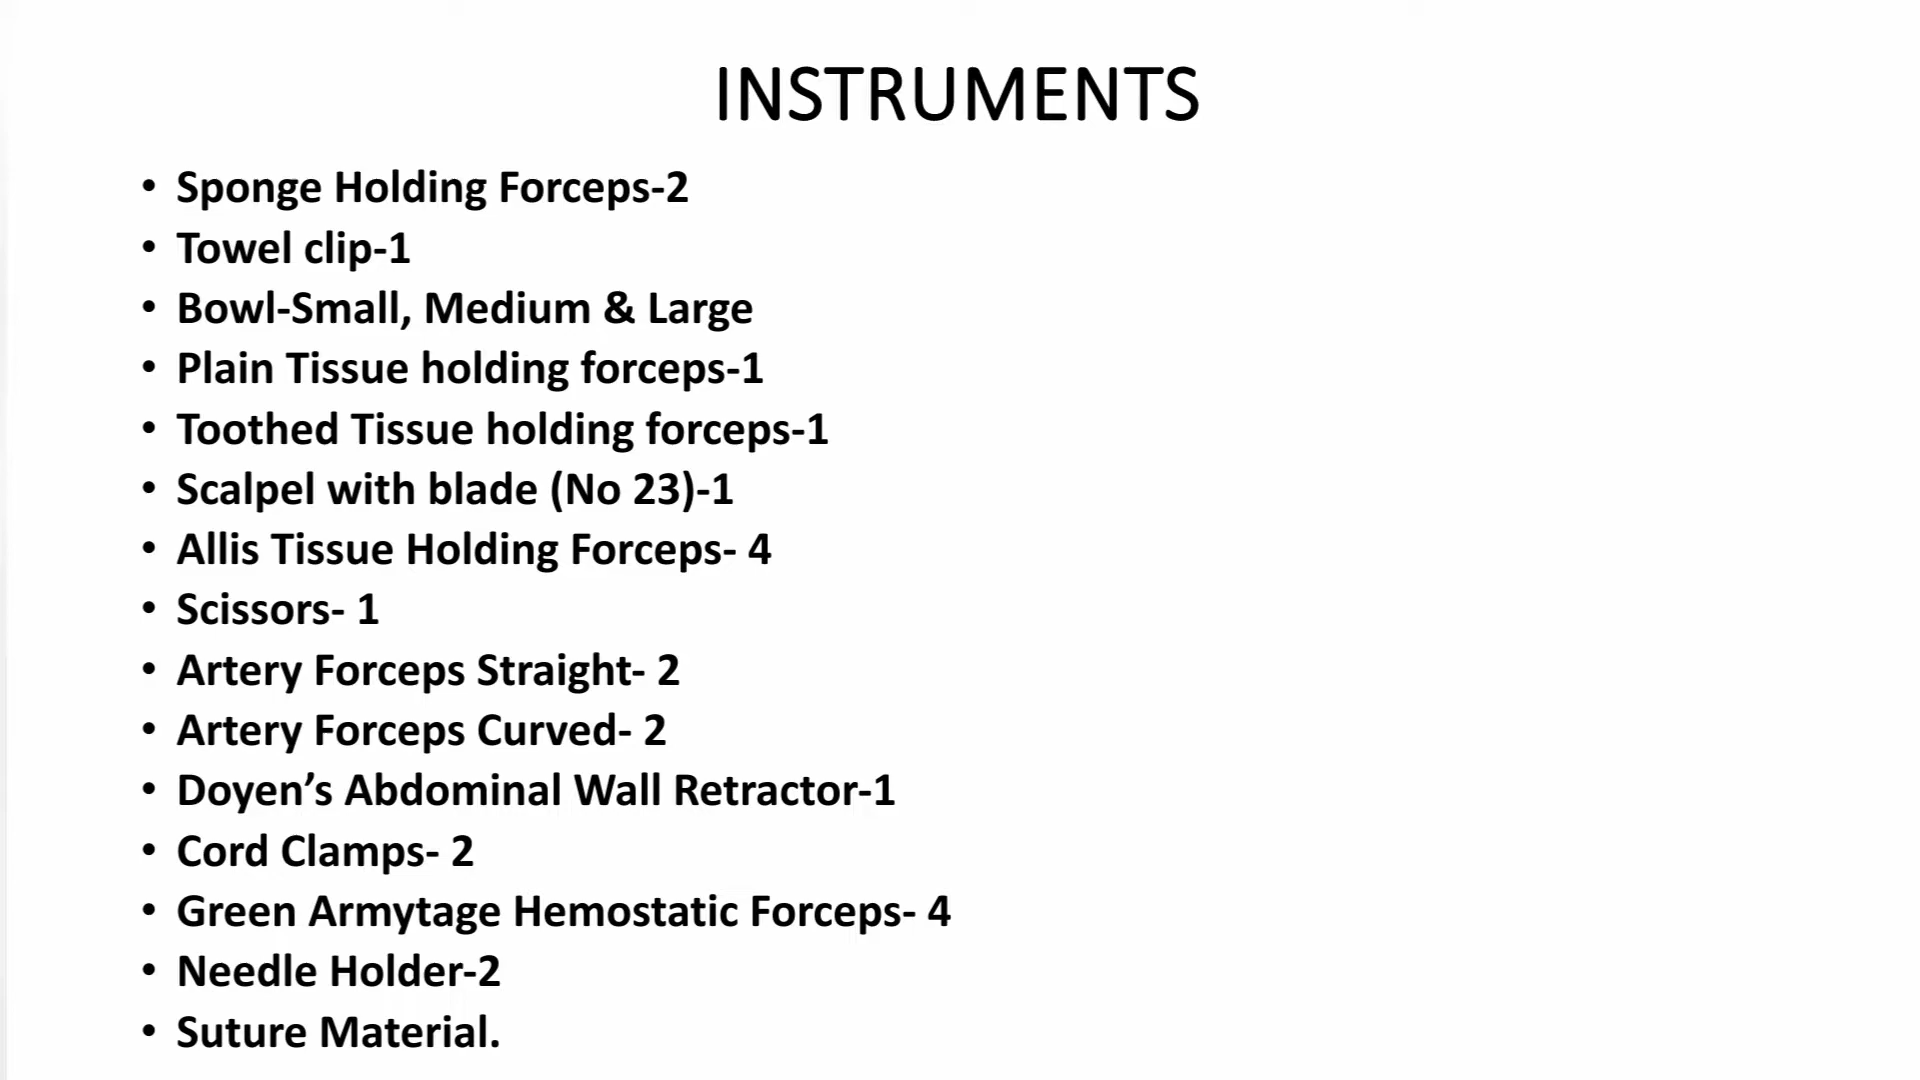 INSTRUMENTS
• Sponge Holding Forceps-2
• Towel clip-1
• Bowl-Small, Medium & Large
• Plain Tissue holding forceps-1
• Toothed Tissue holding forceps-1
• Scalpel with blade (No 23)-1
• Allis Tissue Holding Forceps- 4
• Scissors- 1
• Artery Forceps Straight- 2
• Artery Forceps Curved- 2
• Doyen’s Abdominal Wall Retractor-1
• Cord Clamps- 2
• Green Armytage Hemostatic Forceps- 4
• Needle Holder-2
• Suture Material.